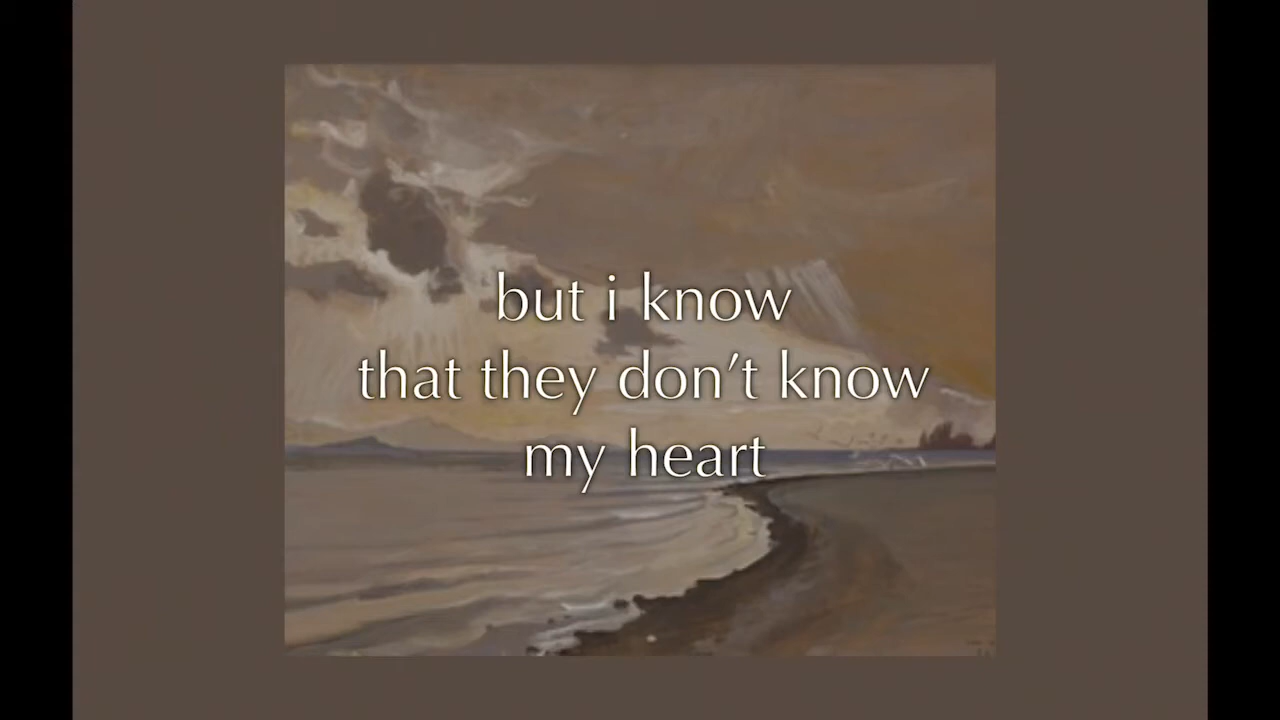 but i know
that they don’t know
my heart